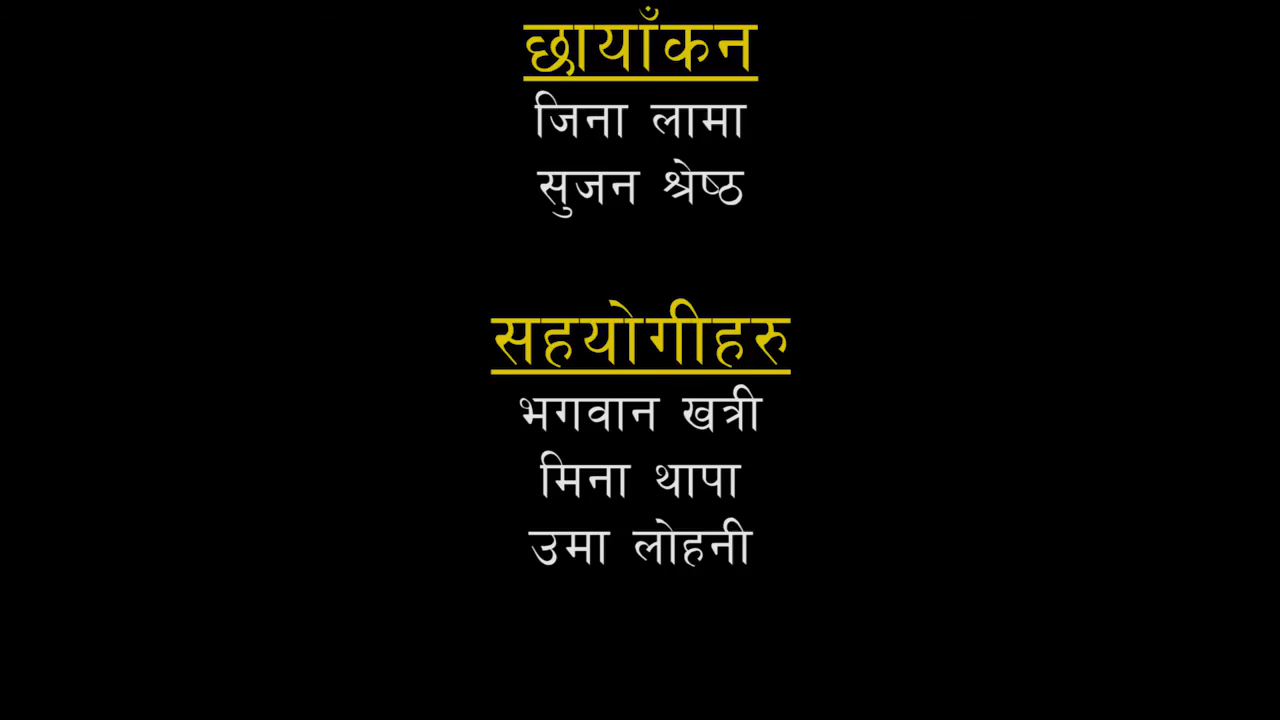 छायाँकन
जिना लामा
सुजन श्रेष्ठ
सहयोगीहरु
भगवान खत्री
मिना थापा
उमा लोहनी